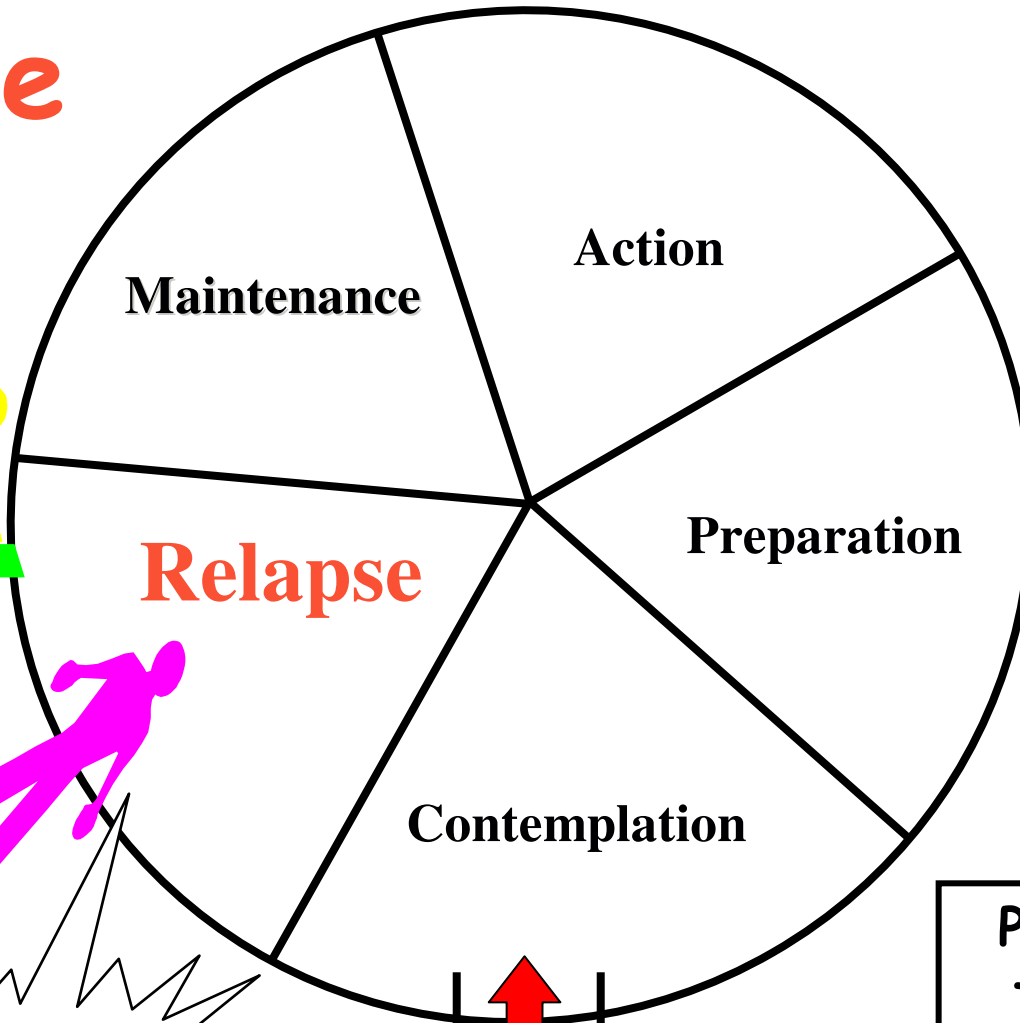 e
Action
Maintenance
Preparation
Relapse
Contemplation
P